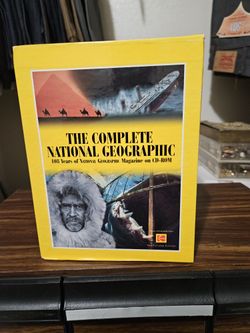 THE COMPLETE
NATIONAL GEOGRAPHIC
108 Years of NATIONAL GEOGRAPHIC Magazine on CD-ROM